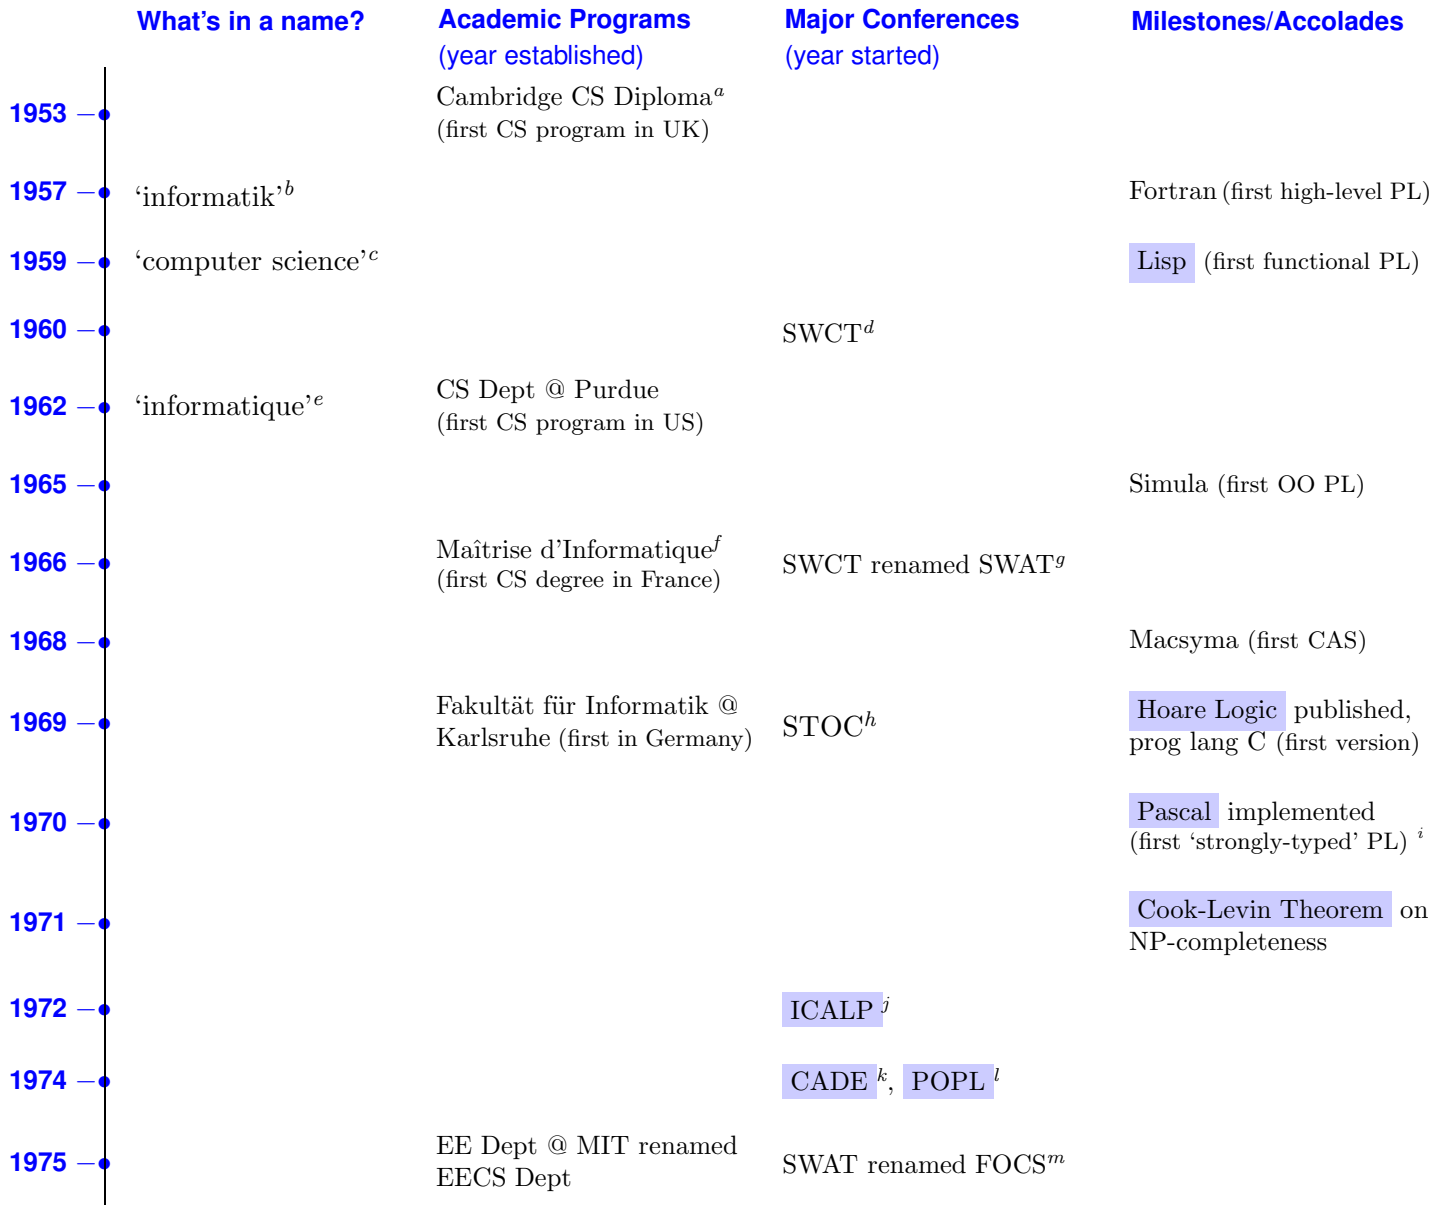 What's in a name?
Academic Programs
(year established)
Major Conferences
(year started)
Milestones/Accolades
1953
Cambridge CS Diploma^a
(first CS program in UK)
1957
‘informatik’^b
Fortran (first high-level PL)
1959
‘computer science’^c
Lisp (first functional PL)
1960
SWCT^d
1962
‘informatique’^e
CS Dept @ Purdue
(first CS program in US)
1965
Simula (first OO PL)
1966
Maîtrise d'Informatique^f
(first CS degree in France)
SWCT renamed SWAT^g
1968
Macsyma (first CAS)
1969
Fakultät für Informatik @
Karlsruhe (first in Germany)
STOC^h
Hoare Logic published,
prog lang C (first version)
1970
Pascal implemented
(first ‘strongly-typed’ PL) ^i
1971
Cook-Levin Theorem on
NP-completeness
1972
ICALP ^j
1974
CADE ^k, POPL ^l
1975
EE Dept @ MIT renamed
EECS Dept
SWAT renamed FOCS^m